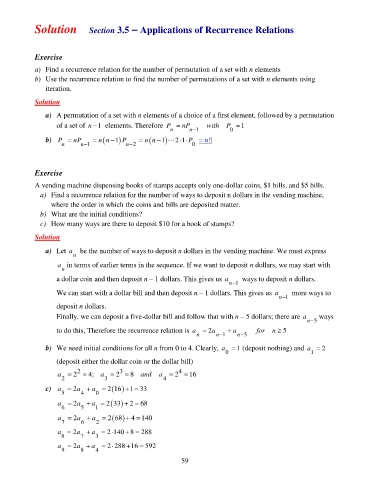 Solution Section 3.5 – Applications of Recurrence Relations
Exercise
a) Find a recurrence relation for the number of permutation of a set with n elements
b) Use the recurrence relation to find the number of permutations of a set with n elements using
iteration.
Solution
a) A permutation of a set with n elements of a choice of a first element, followed by a permutation
of a set of n − 1 elements. Therefore P_n = nP_{n−1} with P_0 = 1
b) P_n = nP_{n−1} = n(n−1)P_{n−2} = n(n−1)⋯2·1·P_0 = n!
Exercise
A vending machine dispensing books of stamps accepts only one-dollar coins, $1 bills, and $5 bills.
a) Find a recurrence relation for the number of ways to deposit n dollars in the vending machine,
where the order in which the coins and bills are deposited matter.
b) What are the initial conditions?
c) How many ways are there to deposit $10 for a book of stamps?
Solution
a) Let a_n be the number of ways to deposit n dollars in the vending machine. We must express
a_n in terms of earlier terms in the sequence. If we want to deposit n dollars, we may start with
a dollar coin and then deposit n – 1 dollars. This gives us a_{n−1} ways to deposit n dollars.
We can start with a dollar bill and then deposit n – 1 dollars. This gives us a_{n−1} more ways to
deposit n dollars.
Finally, we can deposit a five-dollar bill and follow that with n – 5 dollars; there are a_{n−5} ways
to do this, Therefore the recurrence relation is a_n = 2a_{n−1} + a_{n−5} for n ≥ 5
b) We need initial conditions for all n from 0 to 4. Clearly, a_0 = 1 (deposit nothing) and a_1 = 2
(deposit either the dollar coin or the dollar bill)
a_2 = 2^2 = 4; a_3 = 2^3 = 8 and a_4 = 2^4 = 16
c) a_5 = 2a_4 + a_0 = 2(16) + 1 = 33
a_6 = 2a_5 + a_1 = 2(33) + 2 = 68
a_7 = 2a_6 + a_2 = 2(68) + 4 = 140
a_8 = 2a_7 + a_3 = 2·140 + 8 = 288
a_9 = 2a_8 + a_4 = 2·288 + 16 = 592
59